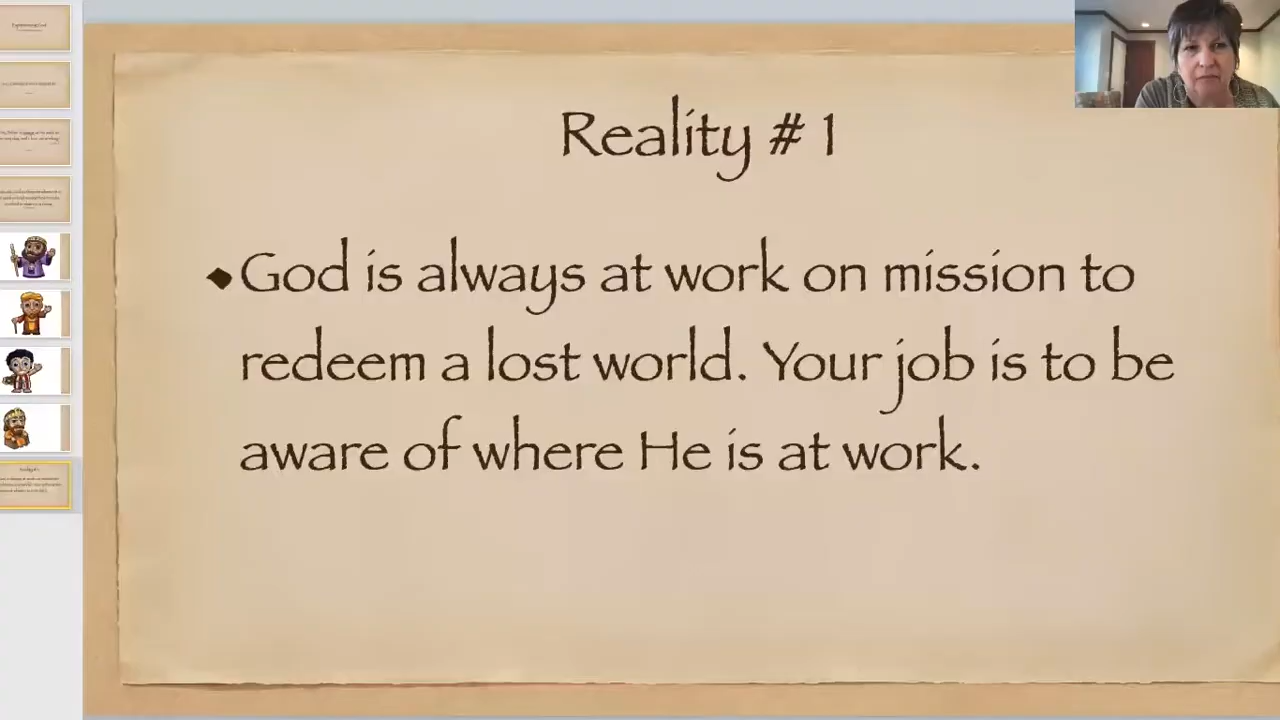 Reality # 1
God is always at work on mission to
redeem a lost world. Your job is to be
aware of where He is at work.